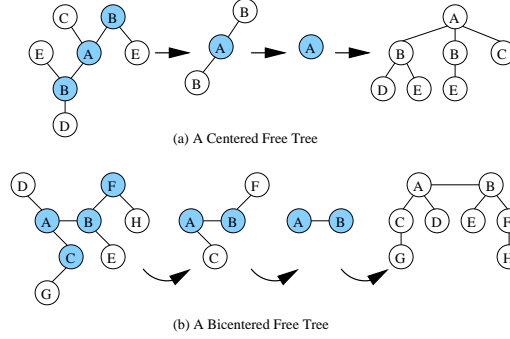 C B B A
E A E A B B C
B B D E E
D
(a) A Centered Free Tree
D F F A B
A B H A B A B C D E F
C E C G H
G
(b) A Bicentered Free Tree